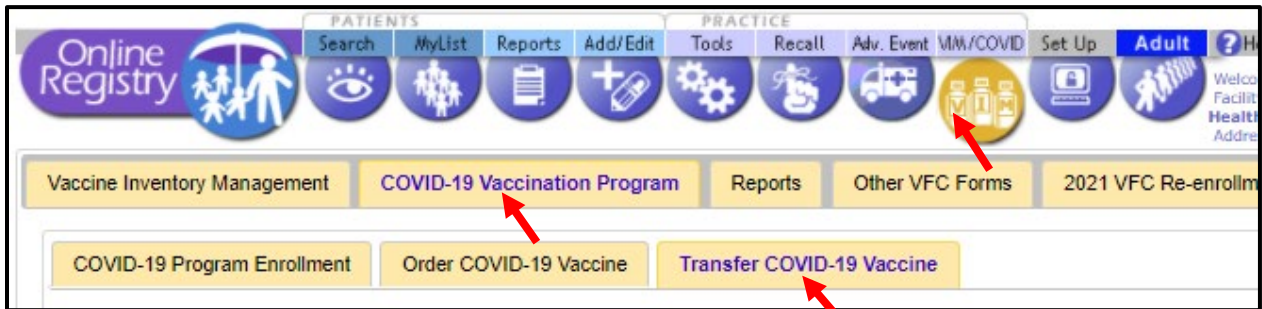 PATIENTS PRACTICE
Online Registry
Search MyList Reports Add/Edit Tools Recall Adv. Event VIM/COVID Set Up Adult ?
VIM
Vaccine Inventory Management COVID-19 Vaccination Program Reports Other VFC Forms 2021 VFC
COVID-19 Program Enrollment Order COVID-19 Vaccine Transfer COVID-19 Vaccine